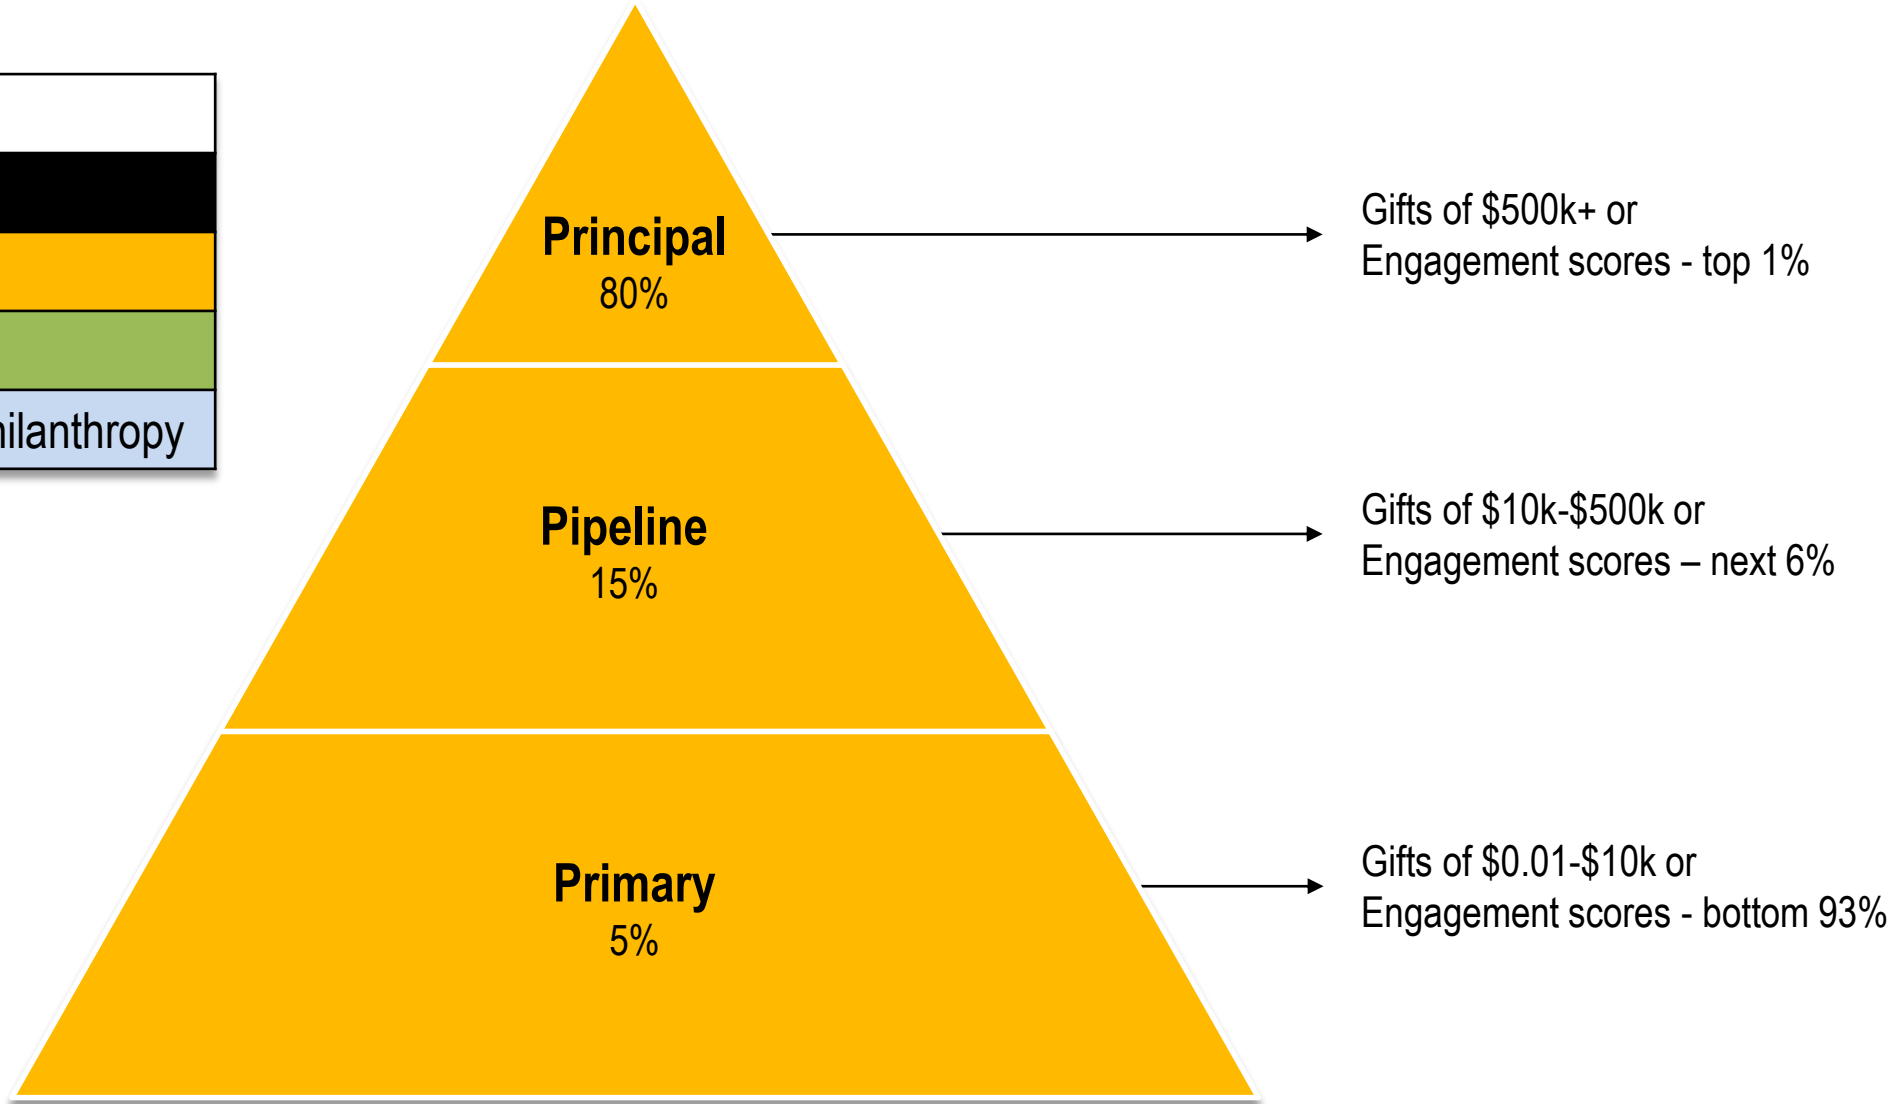 hilanthropy
Principal
80%
Gifts of $500k+ or
Engagement scores - top 1%
Pipeline
15%
Gifts of $10k-$500k or
Engagement scores – next 6%
Primary
5%
Gifts of $0.01-$10k or
Engagement scores - bottom 93%